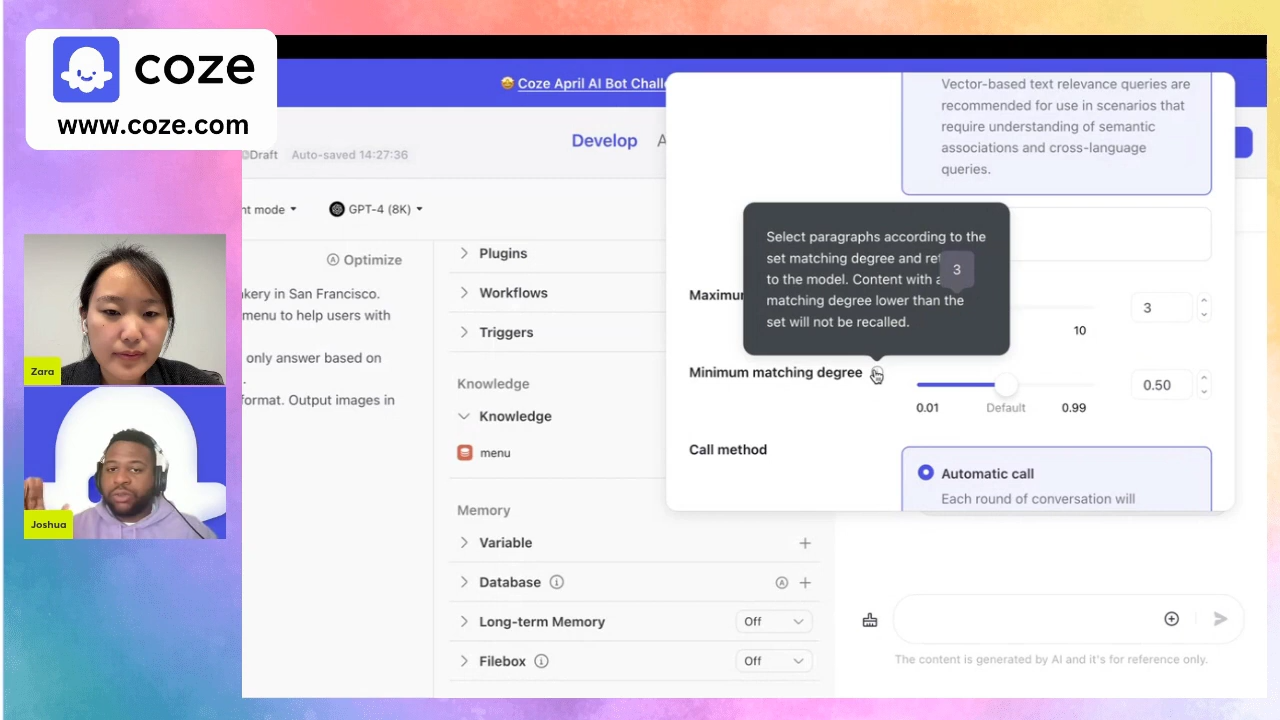 coze
www.coze.com
Coze April AI Bot Challe
Draft
Auto-saved 14:27:36
Develop
A
nt mode
GPT-4 (8K)
Optimize
kery in San Francisco.
menu to help users with
only answer based on
format. Output images in
Plugins
Workflows
Triggers
Knowledge
Knowledge
menu
Memory
Variable
Database
Long-term Memory
Off
Filebox
Off
Vector-based text relevance queries are
recommended for use in scenarios that
require understanding of semantic
associations and cross-language
queries.
Select paragraphs according to the
set matching degree and ret
to the model. Content with a
matching degree lower than the
set will not be recalled.
3
Maximum
3
10
Minimum matching degree
0.50
0.01
Default
0.99
Call method
Automatic call
Each round of conversation will
The content is generated by AI and it's for reference only.
Zara
Joshua